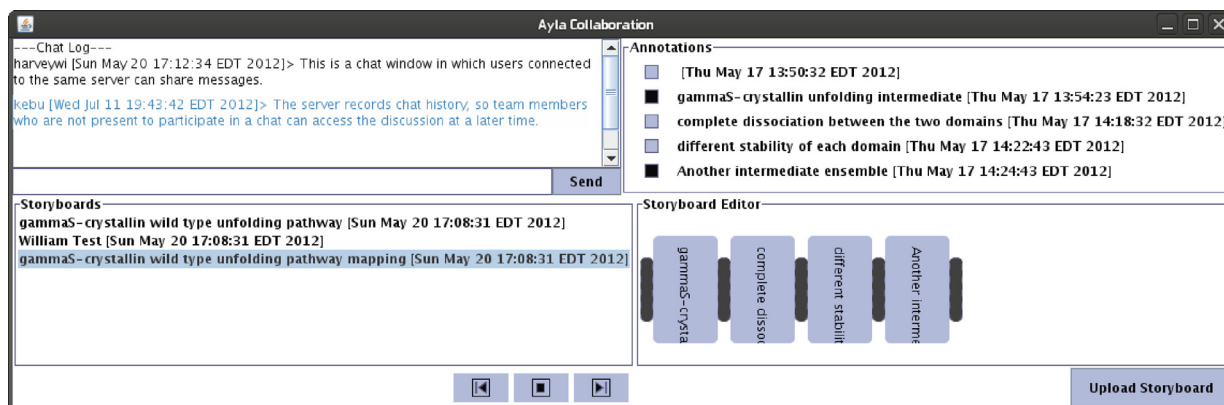 Ayla Collaboration
---Chat Log---
harveywi [Sun May 20 17:12:34 EDT 2012]> This is a chat window in which users connected
to the same server can share messages.
kebu [Wed Jul 11 19:43:42 EDT 2012]> The server records chat history, so team members
who are not present to participate in a chat can access the discussion at a later time.
Send
Annotations
[Thu May 17 13:50:32 EDT 2012]
gammaS-crystallin unfolding intermediate [Thu May 17 13:54:23 EDT 2012]
complete dissociation between the two domains [Thu May 17 14:18:32 EDT 2012]
different stability of each domain [Thu May 17 14:22:43 EDT 2012]
Another intermediate ensemble [Thu May 17 14:24:43 EDT 2012]
Storyboards
gammaS-crystallin wild type unfolding pathway [Sun May 20 17:08:31 EDT 2012]
William Test [Sun May 20 17:08:31 EDT 2012]
gammaS-crystallin wild type unfolding pathway mapping [Sun May 20 17:08:31 EDT 2012]
Storyboard Editor
gammaS-crysta
complete dissoc
different stabilit
Another interme
Upload Storyboard